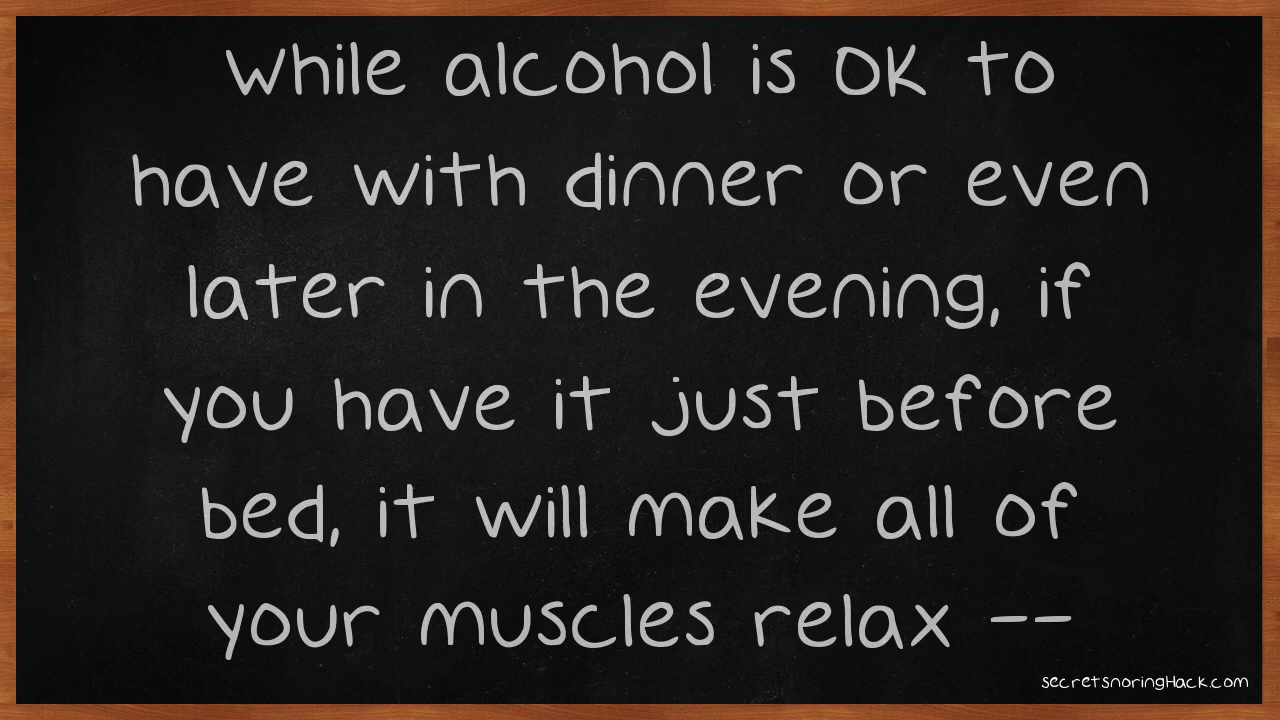 While alcohol is OK to
have with dinner or even
later in the evening, if
you have it just before
bed, it will make all of
your muscles relax --
secretsnoringHack.com